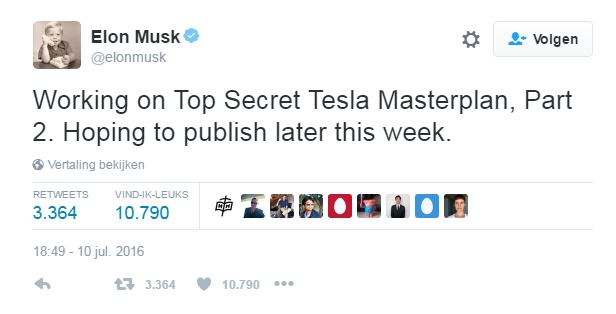 Elon Musk
@elonmusk
Volgen
Working on Top Secret Tesla Masterplan, Part
2. Hoping to publish later this week.
Vertaling bekijken
RETWEETS VIND-IK-LEUKS
3.364 10.790
18:49 - 10 jul. 2016
3.364 10.790